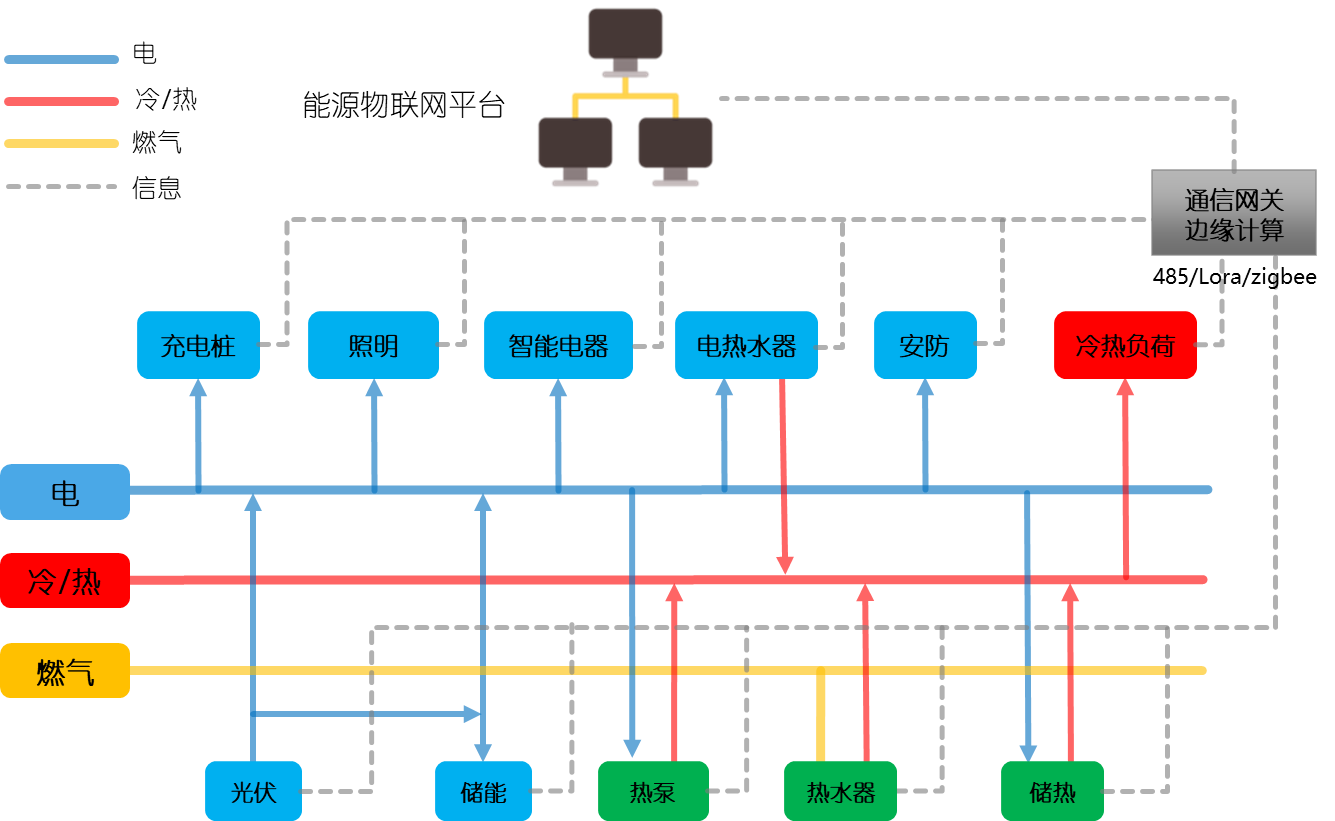 电
冷/热
燃气
信息
能源物联网平台
通信网关
边缘计算
485/Lora/zigbee
充电桩
照明
智能电器
电热水器
安防
冷热负荷
电
冷/热
燃气
光伏
储能
热泵
热水器
储热